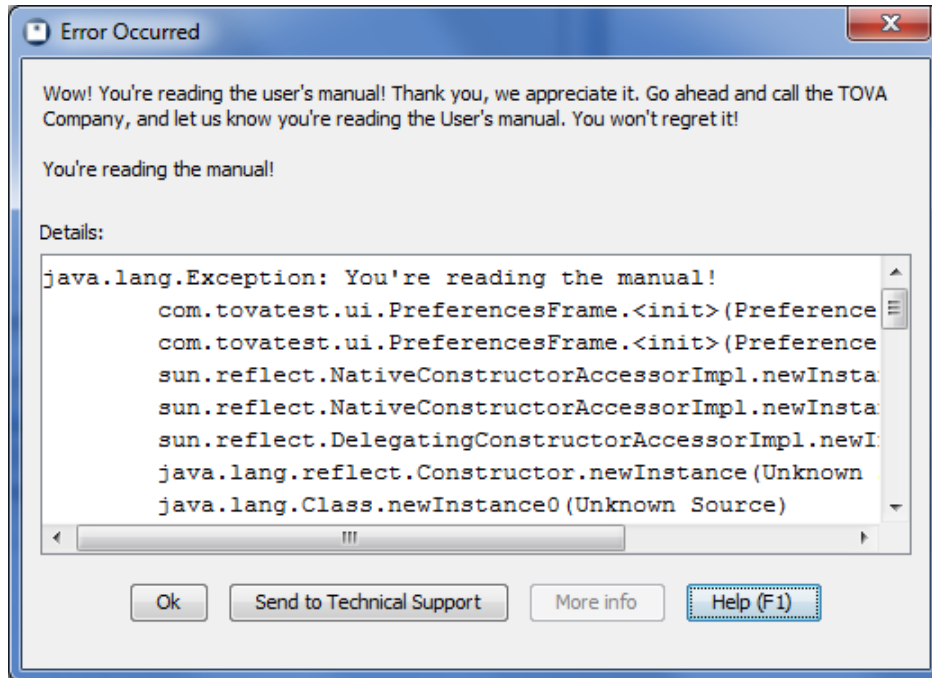 Error Occurred
Wow! You're reading the user's manual! Thank you, we appreciate it. Go ahead and call the TOVA
Company, and let us know you're reading the User's manual. You won't regret it!
You're reading the manual!
Details:
java.lang.Exception: You're reading the manual!
com.tovatest.ui.PreferencesFrame.<init>(Preference
com.tovatest.ui.PreferencesFrame.<init>(Preference
sun.reflect.NativeConstructorAccessorImpl.newInsta
sun.reflect.NativeConstructorAccessorImpl.newInsta
sun.reflect.DelegatingConstructorAccessorImpl.newI
java.lang.reflect.Constructor.newInstance(Unknown
java.lang.Class.newInstance0(Unknown Source)
Ok Send to Technical Support More info Help (F1)